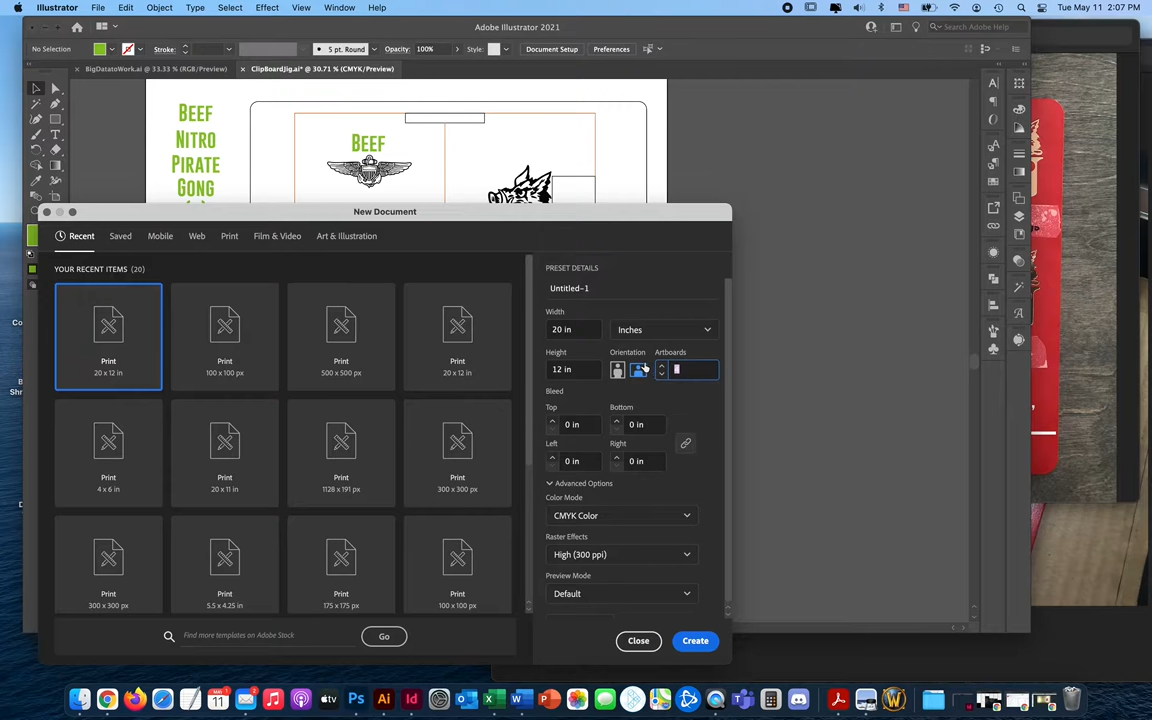 Illustrator File Edit Object Type Select Effect View Window Help Tue May 11 2:07 PM
Adobe Illustrator 2021
Search Adobe Help
No Selection Stroke: 5 pt. Round Opacity: 100% Style: Document Setup Preferences
BigDatatoWork.ai @ 33.33 % (RGB/Preview) ClipBoardJig.ai* @ 30.71 % (CMYK/Preview)
BEEF
NITRO
PIRATE
GONG
BEEF
New Document
Recent Saved Mobile Web Print Film & Video Art & Illustration
YOUR RECENT ITEMS (20)
Print
20 x 12 in
Print
100 x 100 px
Print
500 x 500 px
Print
20 x 12 in
Print
4 x 6 in
Print
20 x 11 in
Print
1128 x 191 px
Print
300 x 300 px
Print
300 x 300 px
Print
5.5 x 4.25 in
Print
175 x 175 px
Print
100 x 100 px
Find more templates on Adobe Stock
Go
PRESET DETAILS
Untitled-1
Width
20 in Inches
Height Orientation Artboards
12 in
Bleed
Top Bottom
0 in 0 in
Left Right
0 in 0 in
Advanced Options
Color Mode
CMYK Color
Raster Effects
High (300 ppi)
Preview Mode
Default
Close Create